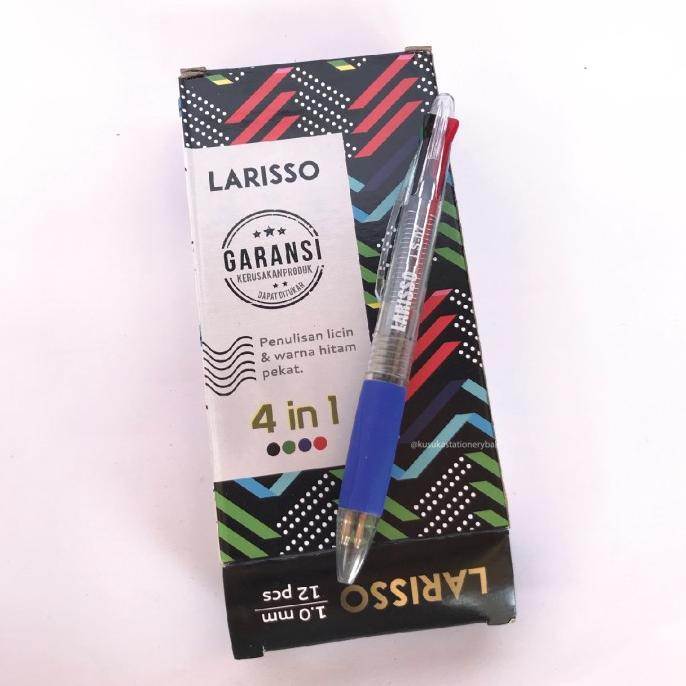 LARISSO
GARANSI
KERUSAKAN PRODUK
DAPAT DITUKAR
Penulisan licin
& warna hitam
pekat.
4 in 1
LARISSO
@kusukastationeryba
LARISSO
1.0 mm
12 pcs